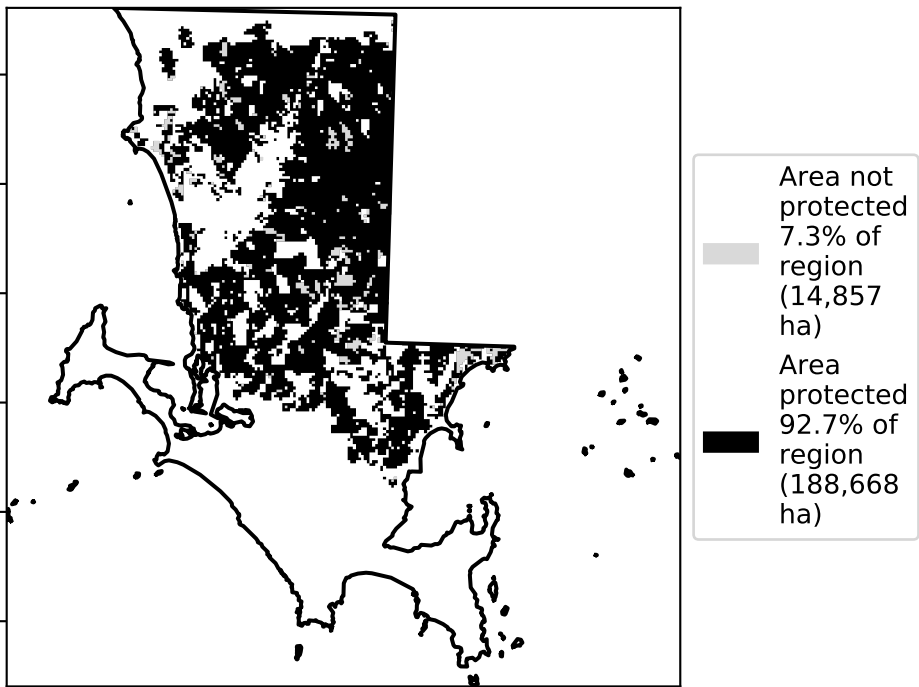 Area not
protected
7.3% of
region
(14,857
ha)
Area
protected
92.7% of
region
(188,668
ha)